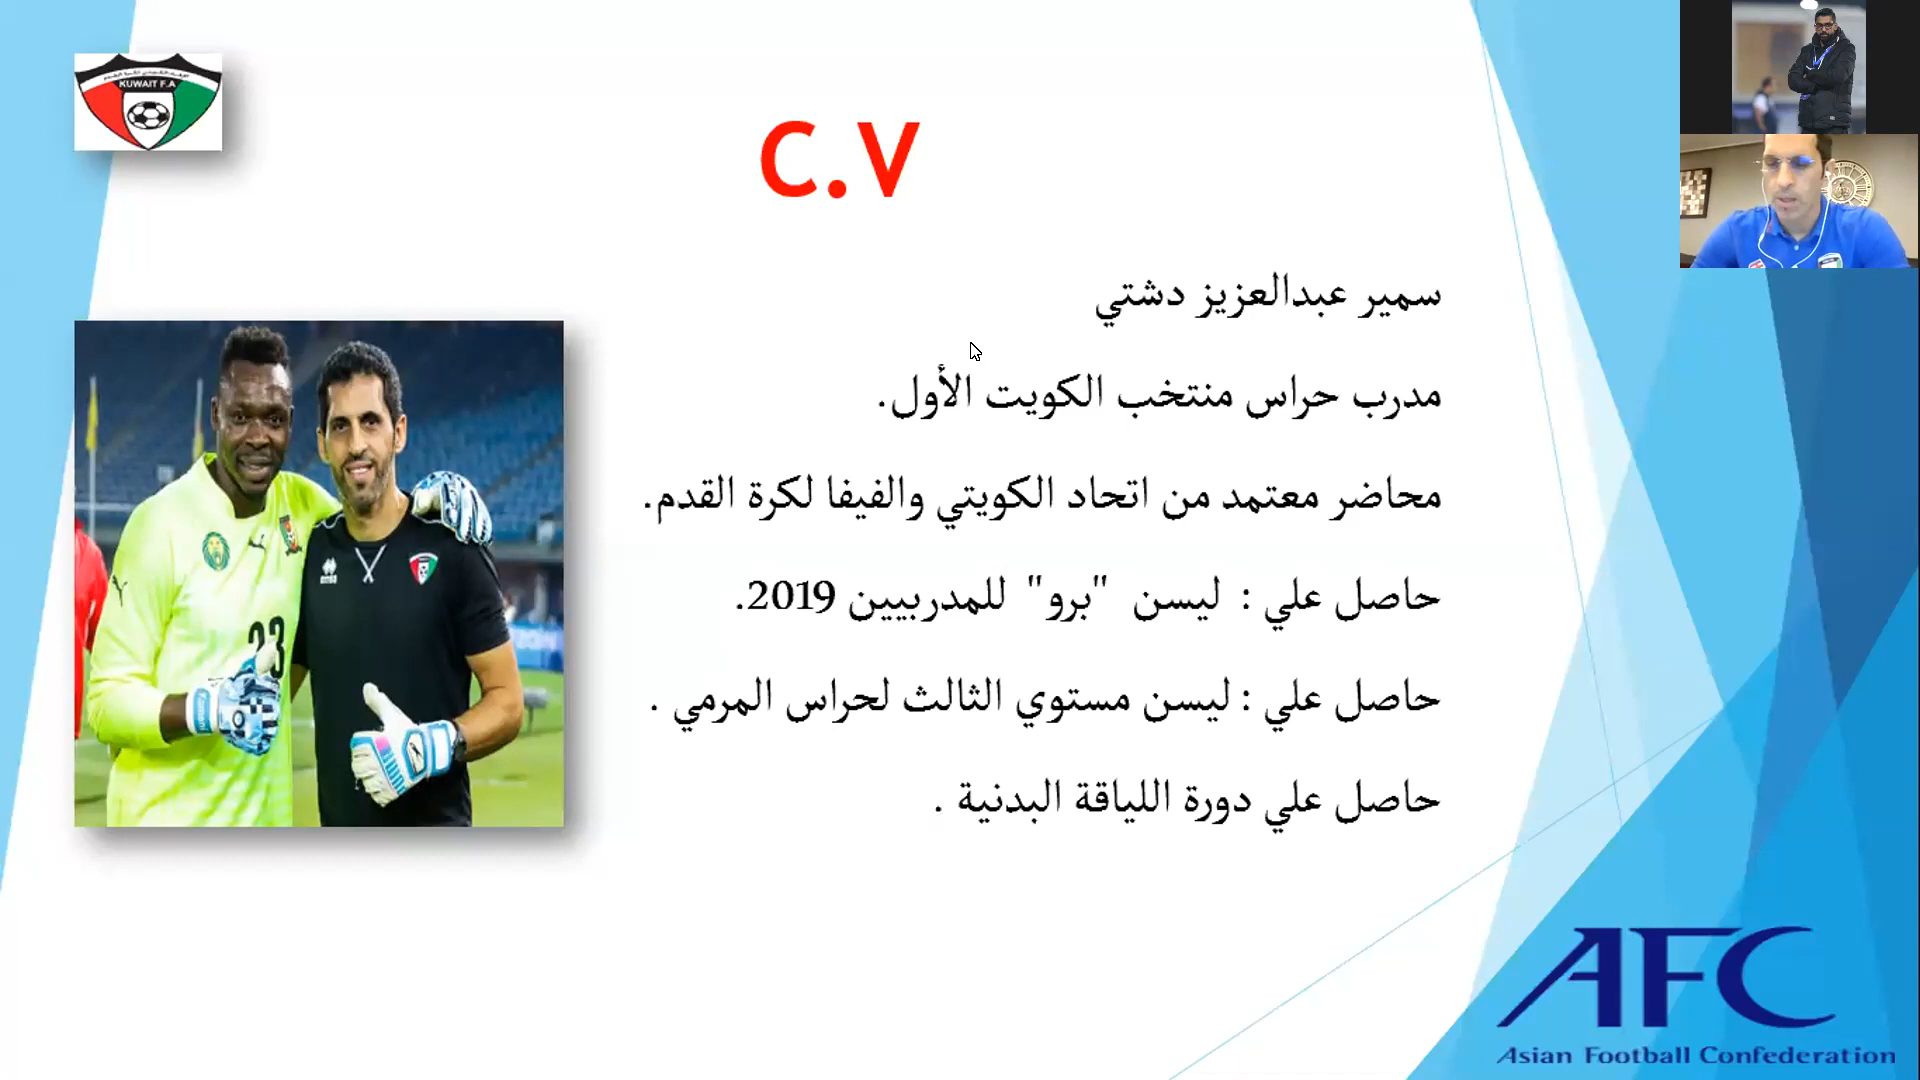 KUWAIT F.A
C.V
سمير عبدالعزيز دشتي
مدرب حراس منتخب الكويت الأول.
محاضر معتمد من اتحاد الكويتي والفيفا لكرة القدم.
حاصل علي : ليسن "برو" للمدربيين 2019.
حاصل علي : ليسن مستوي الثالث لحراس المرمي .
حاصل علي دورة اللياقة البدنية .
23
AFC
Asian Football Confederation